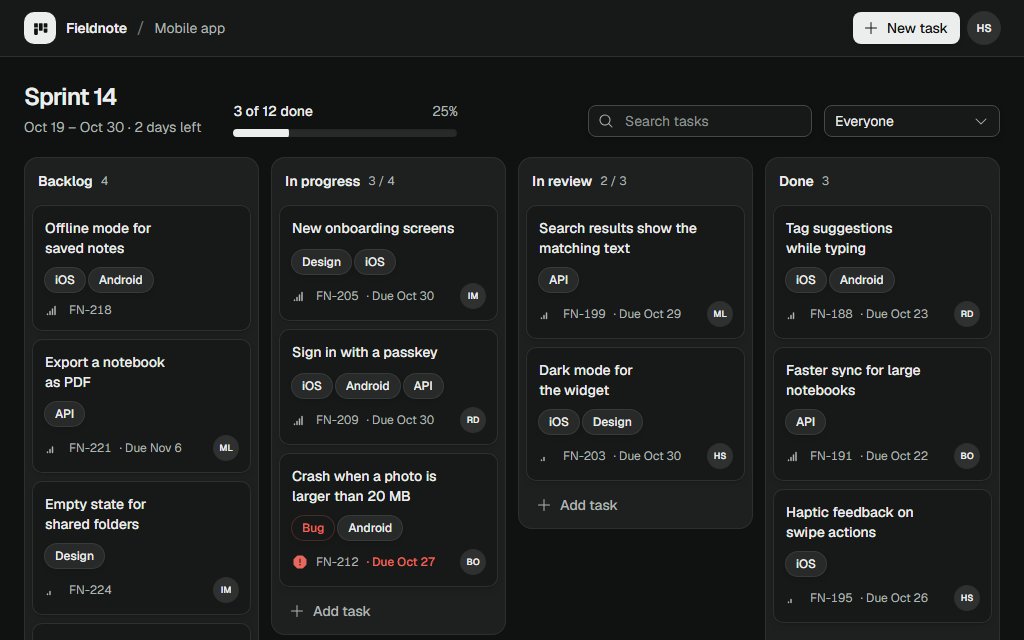 Fieldnote / Mobile app
New task
HS
Sprint 14
Oct 19 – Oct 30 · 2 days left
3 of 12 done
25%
Search tasks
Everyone
Backlog 4
Offline mode for
saved notes
iOS
Android
FN-218
Export a notebook
as PDF
API
FN-221 · Due Nov 6
ML
Empty state for
shared folders
Design
FN-224
IM
In progress 3 / 4
New onboarding screens
Design
iOS
FN-205 · Due Oct 30
IM
Sign in with a passkey
iOS
Android
API
FN-209 · Due Oct 30
RD
Crash when a photo is
larger than 20 MB
Bug
Android
FN-212 · Due Oct 27
BO
Add task
In review 2 / 3
Search results show the
matching text
API
FN-199 · Due Oct 29
ML
Dark mode for
the widget
iOS
Design
FN-203 · Due Oct 30
HS
Add task
Done 3
Tag suggestions
while typing
iOS
Android
FN-188 · Due Oct 23
RD
Faster sync for large
notebooks
API
FN-191 · Due Oct 22
BO
Haptic feedback on
swipe actions
iOS
FN-195 · Due Oct 26
HS